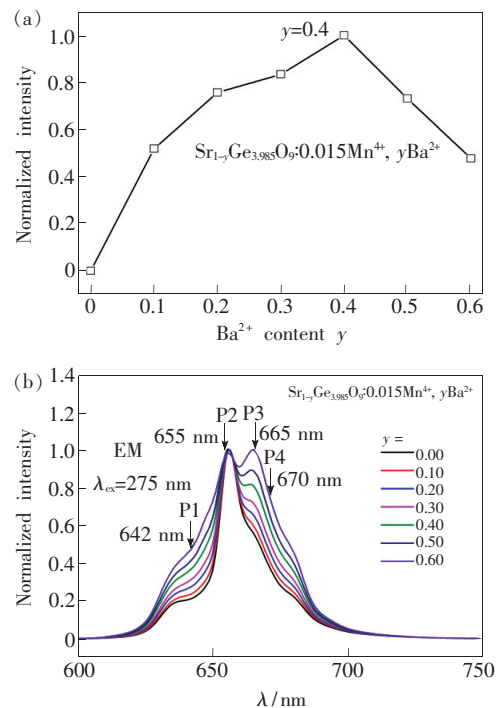 (a)
1.0
0.8
0.6
0.4
0.2
0
Normalized intensity
y=0.4
Sr₁₋yGe₃.₉₈₅O₉:0.015Mn⁴⁺, yBa²⁺
0 0.1 0.2 0.3 0.4 0.5 0.6
Ba²⁺ content y
(b)
1.4
1.2
1.0
0.8
0.6
0.4
0.2
0
Normalized intensity
Sr₁₋yGe₃.₉₈₅O₉:0.015Mn⁴⁺, yBa²⁺
P2 P3
655 nm
665 nm
EM
P4
λex=275 nm
670 nm
P1
642 nm
y =
0.00
0.10
0.20
0.30
0.40
0.50
0.60
600 650 700 750
λ/nm